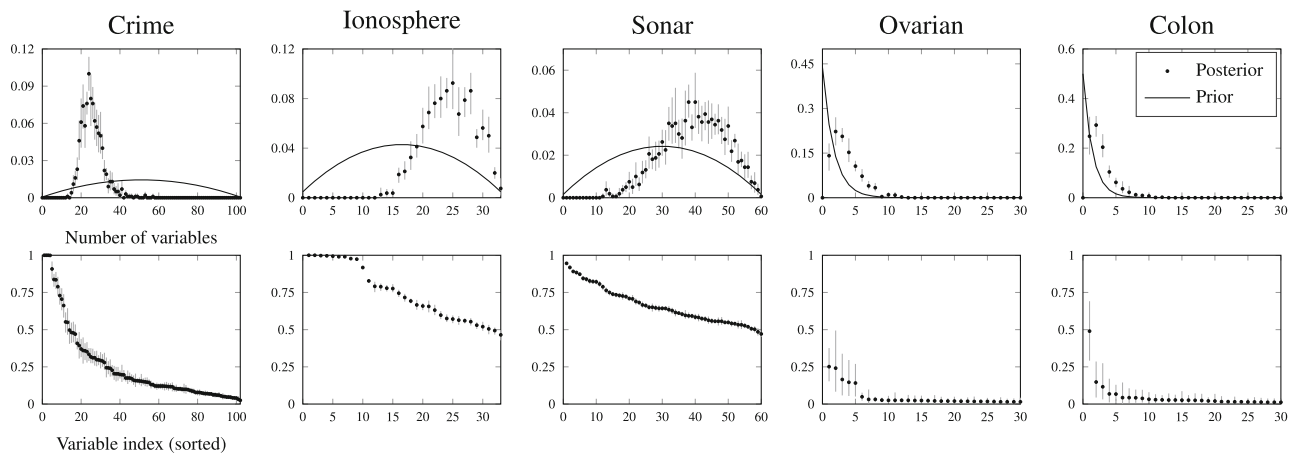 Crime Ionosphere Sonar Ovarian Colon
0.12 0.12 0.06 0.45 0.6
Posterior
0.09 0.08 0.3 0.4
Prior
0.06 0.04
0.03 0.04 0.02 0.15 0.2
0 0 0 0 0
0 20 40 60 80 100 0 5 10 15 20 25 30 0 10 20 30 40 50 60 0 5 10 15 20 25 30 0 5 10 15 20 25 30
Number of variables
1 1 1 1 1
0.75 0.75 0.75 0.75 0.75
0.5 0.5 0.5 0.5 0.5
0.25 0.25 0.25 0.25 0.25
0 0 0 0 0
0 20 40 60 80 100 0 5 10 15 20 25 30 0 10 20 30 40 50 60 0 5 10 15 20 25 30 0 5 10 15 20 25 30
Variable index (sorted)